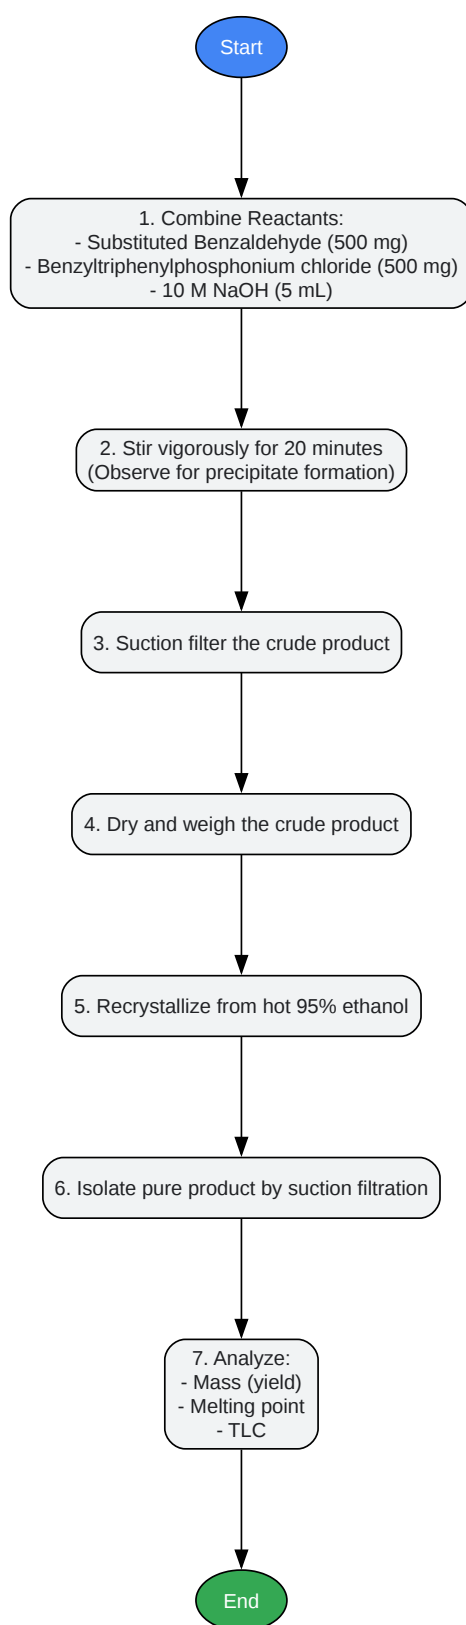 Start
1. Combine Reactants:
- Substituted Benzaldehyde (500 mg)
- Benzyltriphenylphosphonium chloride (500 mg)
- 10 M NaOH (5 mL)
2. Stir vigorously for 20 minutes
(Observe for precipitate formation)
3. Suction filter the crude product
4. Dry and weigh the crude product
5. Recrystallize from hot 95% ethanol
6. Isolate pure product by suction filtration
7. Analyze:
- Mass (yield)
- Melting point
- TLC
End